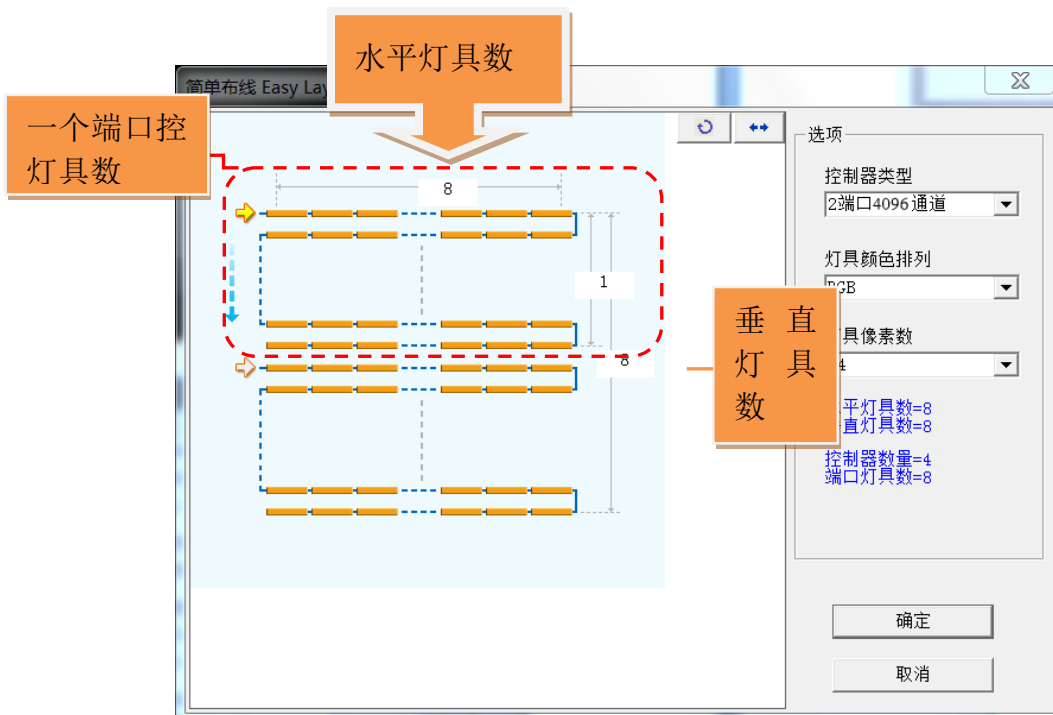 水平灯具数
简单布线 Easy Lay
一个端口控
灯具数
8
1
8
选项
控制器类型
2端口4096通道
灯具颜色排列
RGB
具像素数
4
垂直
灯具
数
平灯具数=8
直灯具数=8
控制器数量=4
端口灯具数=8
确定
取消